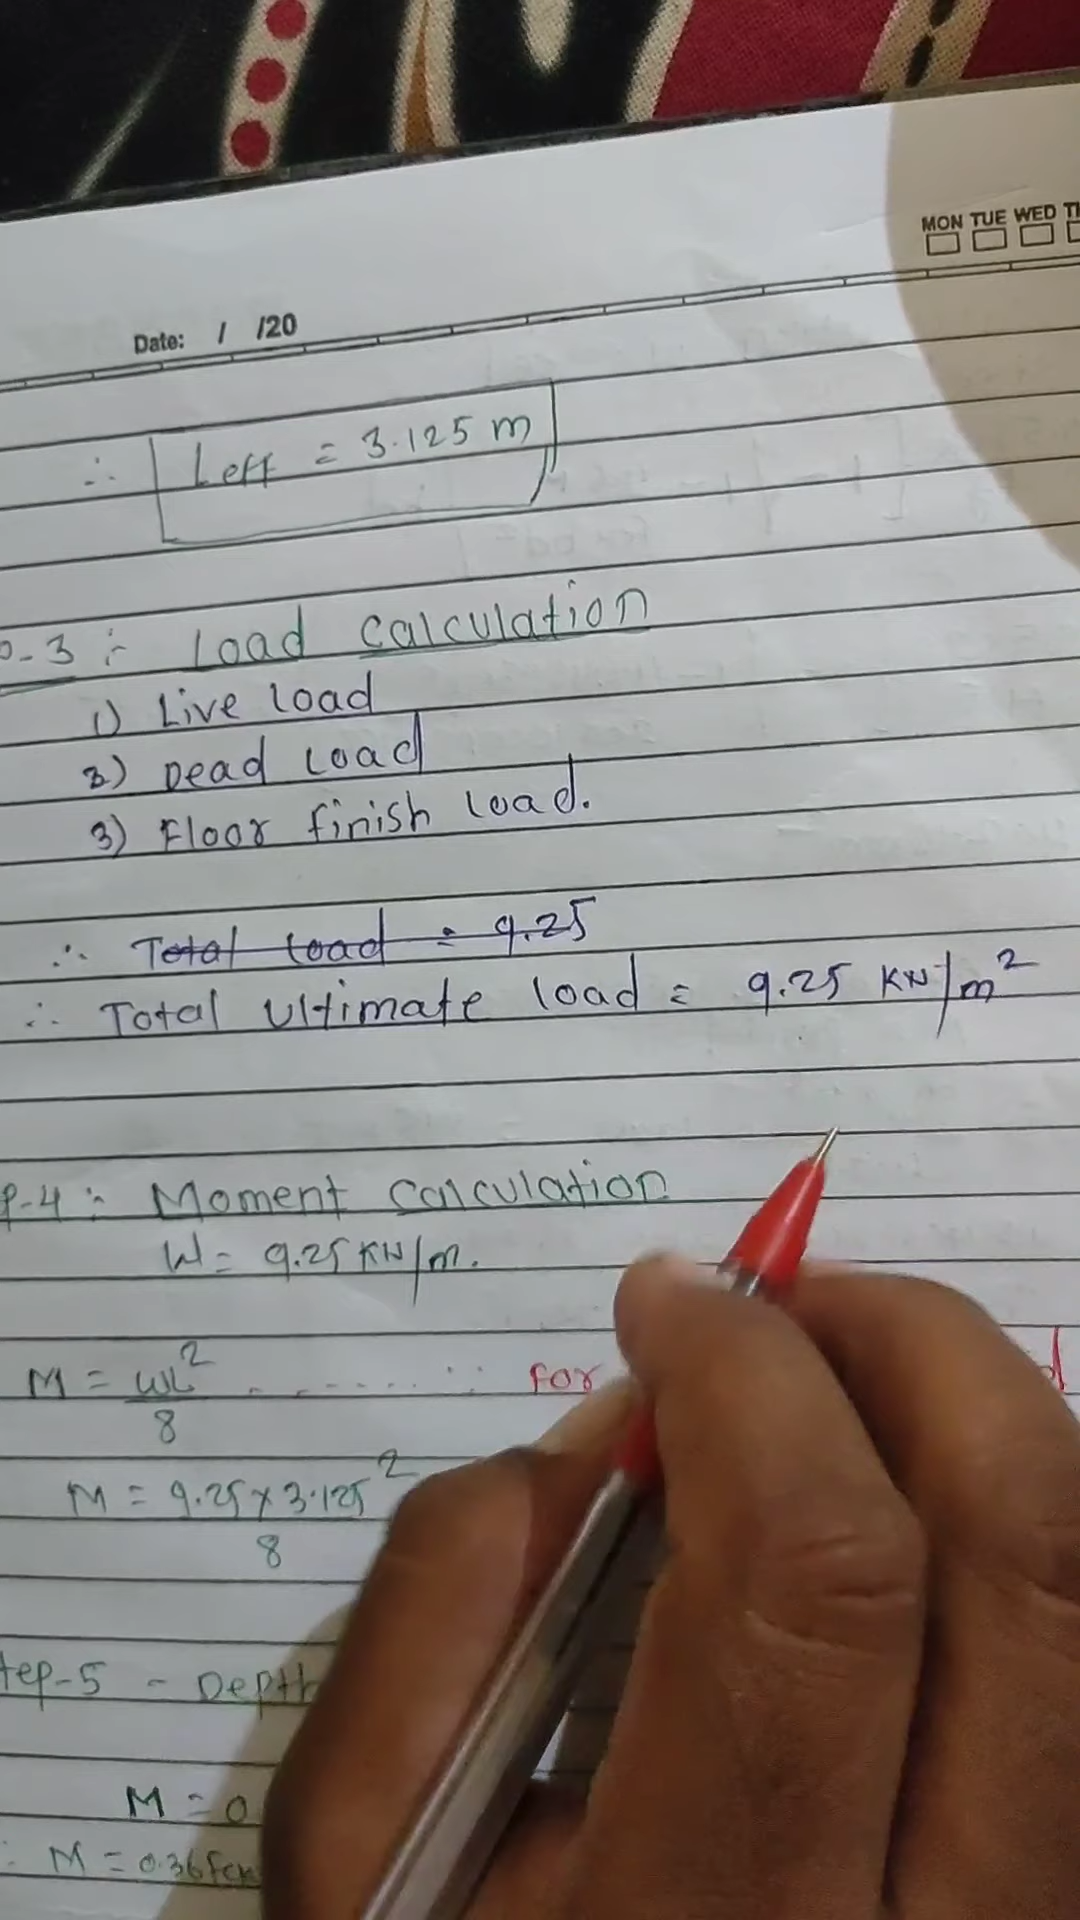 MON TUE WED
Date: / /20
∴ Leff = 3.125 m
-3 :- Load calculation
1) Live load
2) Dead load
3) Floor finish load.
∴ Total load = 9.25
∴ Total ultimate load = 9.25 KN/m²
-4 :- Moment calculation
W = 9.25 KN/m.
M = wL²/8 - - - - - - ∵ For
M = 9.25 x 3.125²/8
tep-5 - Depth
M = 0
∴ M = 0.36 fck